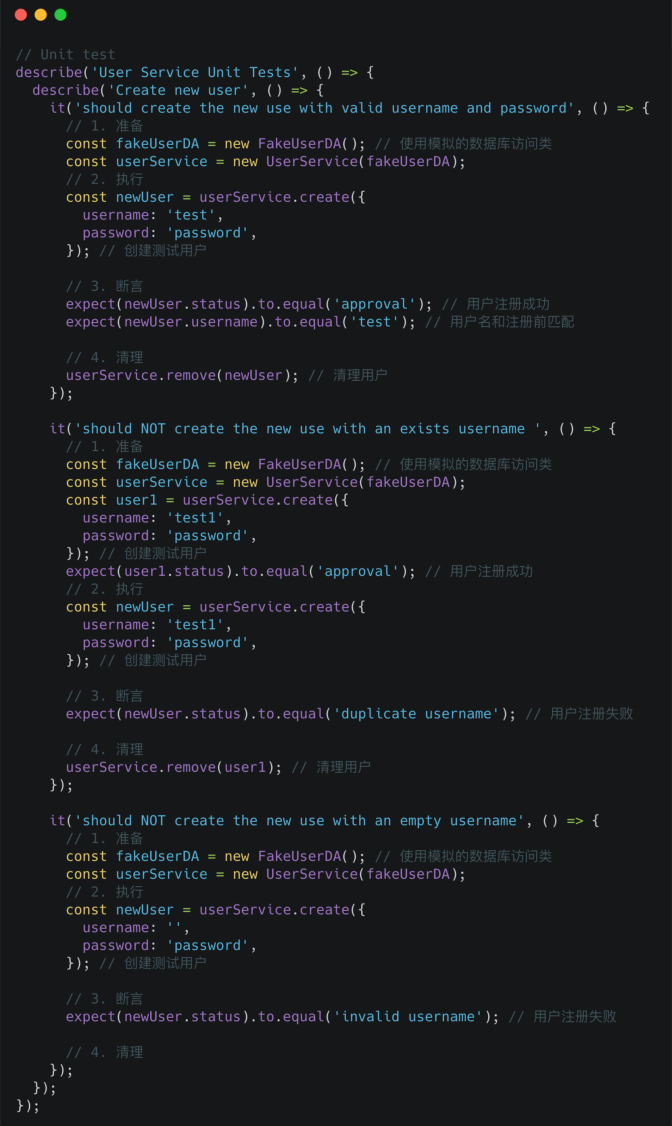 // Unit test
describe('User Service Unit Tests', () => {
  describe('Create new user', () => {
    it('should create the new use with valid username and password', () => {
      // 1. 准备
      const fakeUserDA = new FakeUserDA(); // 使用模拟的数据库访问类
      const userService = new UserService(fakeUserDA);
      // 2. 执行
      const newUser = userService.create({
        username: 'test',
        password: 'password',
      }); // 创建测试用户

      // 3. 断言
      expect(newUser.status).to.equal('approval'); // 用户注册成功
      expect(newUser.username).to.equal('test'); // 用户名和注册前匹配

      // 4. 清理
      userService.remove(newUser); // 清理用户
    });

    it('should NOT create the new use with an exists username ', () => {
      // 1. 准备
      const fakeUserDA = new FakeUserDA(); // 使用模拟的数据库访问类
      const userService = new UserService(fakeUserDA);
      const user1 = userService.create({
        username: 'test1',
        password: 'password',
      }); // 创建测试用户
      expect(user1.status).to.equal('approval'); // 用户注册成功
      // 2. 执行
      const newUser = userService.create({
        username: 'test1',
        password: 'password',
      }); // 创建测试用户

      // 3. 断言
      expect(newUser.status).to.equal('duplicate username'); // 用户注册失败

      // 4. 清理
      userService.remove(user1); // 清理用户
    });

    it('should NOT create the new use with an empty username', () => {
      // 1. 准备
      const fakeUserDA = new FakeUserDA(); // 使用模拟的数据库访问类
      const userService = new UserService(fakeUserDA);
      // 2. 执行
      const newUser = userService.create({
        username: '',
        password: 'password',
      }); // 创建测试用户

      // 3. 断言
      expect(newUser.status).to.equal('invalid username'); // 用户注册失败

      // 4. 清理
    });
  });
});